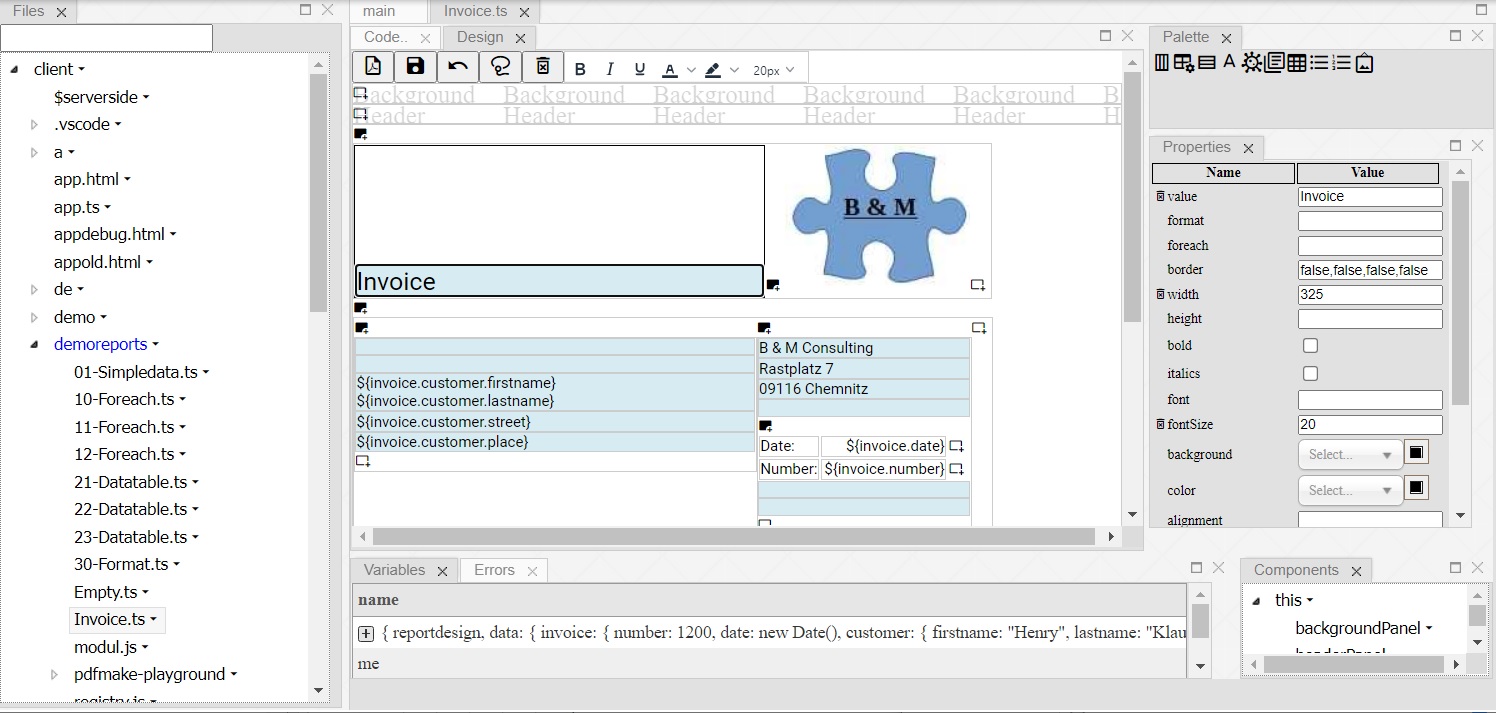 Files
client
$serverside
.vscode
a
app.html
app.ts
appdebug.html
appold.html
de
demo
demoreports
01-Simpledata.ts
10-Foreach.ts
11-Foreach.ts
12-Foreach.ts
21-Datatable.ts
22-Datatable.ts
23-Datatable.ts
30-Format.ts
Empty.ts
Invoice.ts
modul.js
pdfmake-playground
registry.js
main Invoice.ts
Code.. Design
B I U A 20px
Background Background Background Background Background B
Header Header Header Header Header H
B & M
Invoice
B & M Consulting
Rastplatz 7
09116 Chemnitz
${invoice.customer.firstname}
${invoice.customer.lastname}
${invoice.customer.street}
${invoice.customer.place}
Date: ${invoice.date}
Number: ${invoice.number}
Variables Errors
name
{ reportdesign, data: { invoice: { number: 1200, date: new Date(), customer: { firstname: "Henry", lastname: "Klau
me
Palette
A
Properties
Name Value
value Invoice
format
foreach
border false,false,false,false
width 325
height
bold
italics
font
fontSize 20
background Select...
color Select...
alignment
Components
this
backgroundPanel
headerPanel